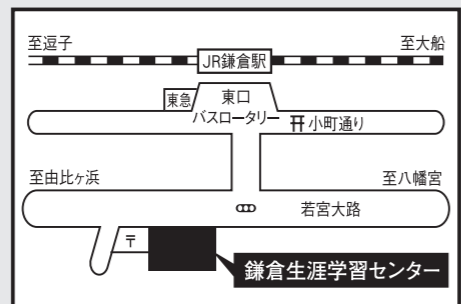 至逗子
至大船
JR鎌倉駅
東急
東口
バスロータリー
小町通り
至由比ヶ浜
至八幡宮
若宮大路
〒
鎌倉生涯学習センター